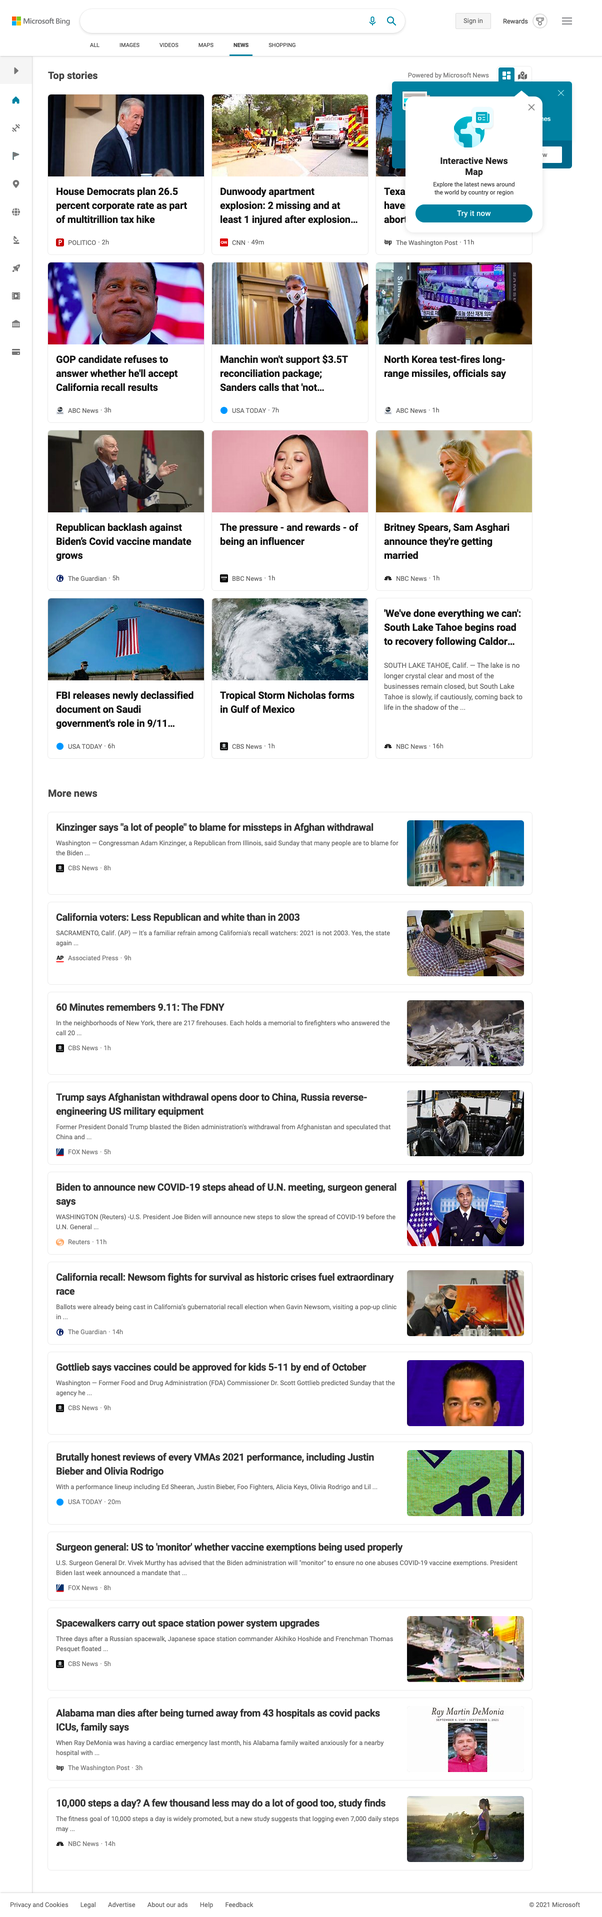 Microsoft Bing
Sign in
Rewards
ALL
IMAGES
VIDEOS
MAPS
NEWS
SHOPPING
Top stories
Powered by Microsoft News
Interactive News
Map
Explore the latest news around
the world by country or region
Try it now
House Democrats plan 26.5
percent corporate rate as part
of multitrillion tax hike
POLITICO · 2h
Dunwoody apartment
explosion: 2 missing and at
least 1 injured after explosion...
CNN · 49m
Texa
have
abort
The Washington Post · 11h
GOP candidate refuses to
answer whether he'll accept
California recall results
ABC News · 3h
Manchin won't support $3.5T
reconciliation package;
Sanders calls that 'not...
USA TODAY · 7h
North Korea test-fires long-
range missiles, officials say
ABC News · 1h
Republican backlash against
Biden's Covid vaccine mandate
grows
The Guardian · 5h
The pressure - and rewards - of
being an influencer
BBC News · 1h
Britney Spears, Sam Asghari
announce they're getting
married
NBC News · 1h
FBI releases newly declassified
document on Saudi
government's role in 9/11...
USA TODAY · 6h
Tropical Storm Nicholas forms
in Gulf of Mexico
CBS News · 1h
'We've done everything we can':
South Lake Tahoe begins road
to recovery following Caldor...
SOUTH LAKE TAHOE, Calif. — The lake is no
longer crystal clear and most of the
businesses remain closed, but South Lake
Tahoe is slowly, if cautiously, coming back to
life in the shadow of the ...
NBC News · 16h
More news
Kinzinger says "a lot of people" to blame for missteps in Afghan withdrawal
Washington — Congressman Adam Kinzinger, a Republican from Illinois, said Sunday that many people are to blame for
the Biden ...
CBS News · 8h
California voters: Less Republican and white than in 2003
SACRAMENTO, Calif. (AP) — It's a familiar refrain among California's recall watchers: 2021 is not 2003. Yes, the state
again ...
AP Associated Press · 9h
60 Minutes remembers 9.11: The FDNY
In the neighborhoods of New York, there are 217 firehouses. Each holds a memorial to firefighters who answered the
call 20 ...
CBS News · 1h
Trump says Afghanistan withdrawal opens door to China, Russia reverse-
engineering US military equipment
Former President Donald Trump blasted the Biden administration's withdrawal from Afghanistan and speculated that
China and ...
FOX News · 5h
Biden to announce new COVID-19 steps ahead of U.N. meeting, surgeon general
says
WASHINGTON (Reuters) -U.S. President Joe Biden will announce new steps to slow the spread of COVID-19 before the
U.N. General ...
Reuters · 11h
California recall: Newsom fights for survival as historic crises fuel extraordinary
race
Ballots were already being cast in California's gubernatorial recall election when Gavin Newsom, visiting a pop-up clinic
in ...
The Guardian · 14h
Gottlieb says vaccines could be approved for kids 5-11 by end of October
Washington — Former Food and Drug Administration (FDA) Commissioner Dr. Scott Gottlieb predicted Sunday that the
agency he ...
CBS News · 9h
Brutally honest reviews of every VMAs 2021 performance, including Justin
Bieber and Olivia Rodrigo
With a performance lineup including Ed Sheeran, Justin Bieber, Foo Fighters, Alicia Keys, Olivia Rodrigo and Lil ...
USA TODAY · 20m
Surgeon general: US to 'monitor' whether vaccine exemptions being used properly
U.S. Surgeon General Dr. Vivek Murthy has advised that the Biden administration will "monitor" to ensure no one abuses COVID-19 vaccine exemptions. President
Biden last week announced a mandate that ...
FOX News · 8h
Spacewalkers carry out space station power system upgrades
Three days after a Russian spacewalk, Japanese space station commander Akihiko Hoshide and Frenchman Thomas
Pesquet floated ...
CBS News · 5h
Alabama man dies after being turned away from 43 hospitals as covid packs
ICUs, family says
When Ray DeMonia was having a cardiac emergency last month, his Alabama family waited anxiously for a nearby
hospital with ...
The Washington Post · 3h
Ray Martin DeMonia
10,000 steps a day? A few thousand less may do a lot of good too, study finds
The fitness goal of 10,000 steps a day is widely promoted, but a new study suggests that logging even 7,000 daily steps
may ...
NBC News · 14h
Privacy and Cookies
Legal
Advertise
About our ads
Help
Feedback
© 2021 Microsoft